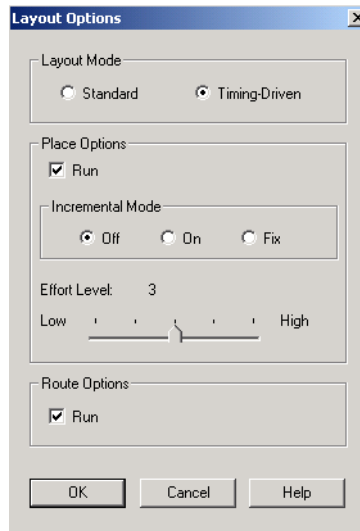 Layout Options
Layout Mode
Standard Timing-Driven
Place Options
Run
Incremental Mode
Off On Fix
Effort Level: 3
Low High
Route Options
Run
OK Cancel Help